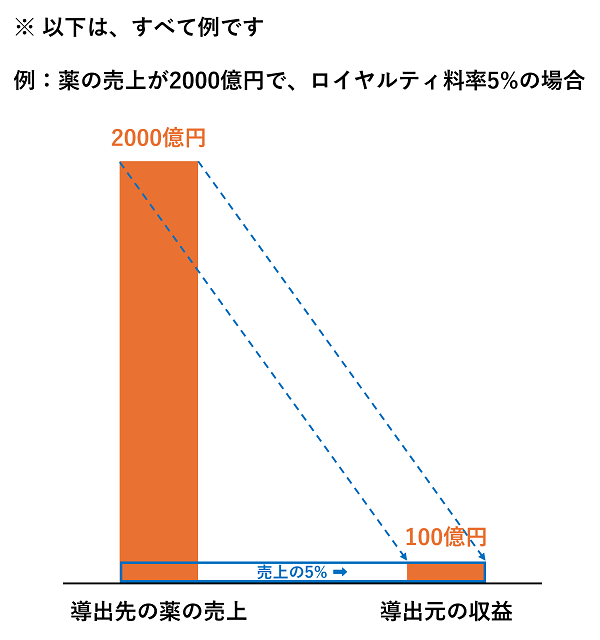 ※ 以下は、すべて例です
例：薬の売上が2000億円で、ロイヤルティ料率5%の場合
2000億円
100億円
売上の5% ➡
導出先の薬の売上
導出元の収益